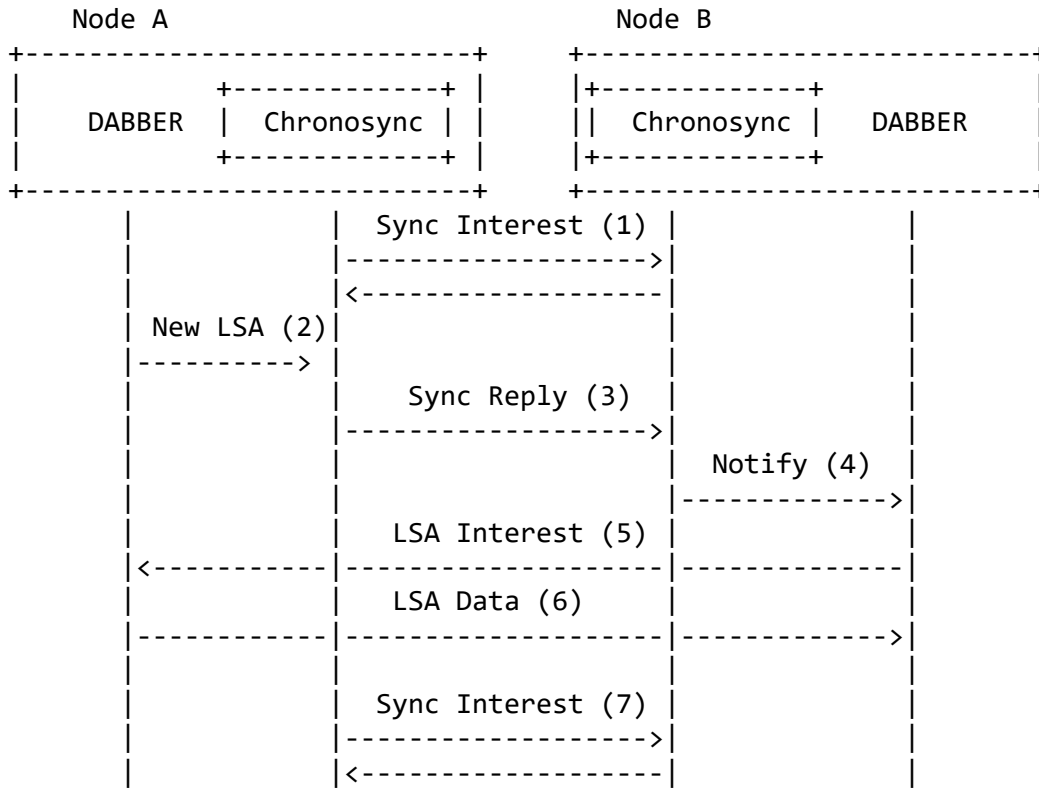 Node A Node B
DABBER Chronosync Chronosync DABBER
Sync Interest (1)
New LSA (2)
Sync Reply (3)
Notify (4)
LSA Interest (5)
LSA Data (6)
Sync Interest (7)